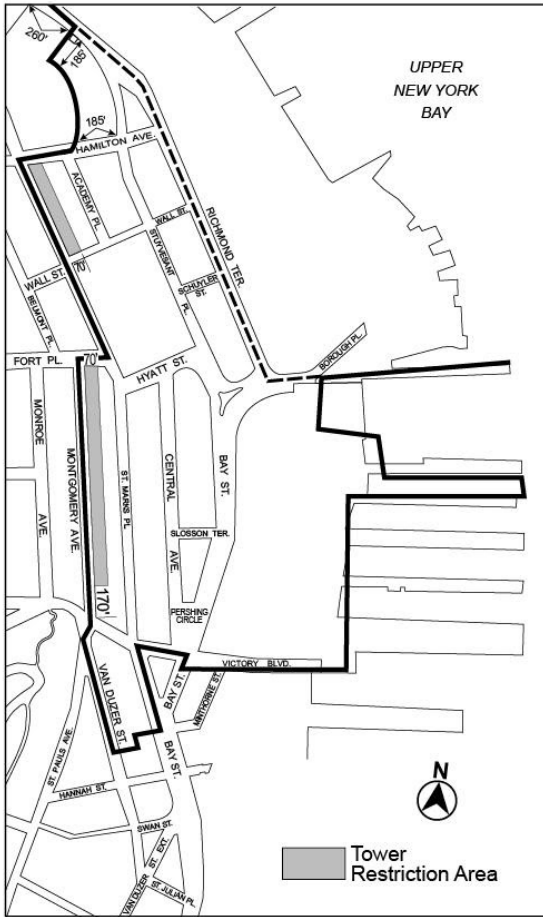 260'
185'
UPPER
NEW YORK
BAY
185'
HAMILTON AVE.
ACADEMY PL.
WALL ST.
RICHMOND TER.
STUYVESANT
PL.
70'
WALL ST.
SCHUYLER
ST.
BELMONT PL.
BOROUGH PL.
FORT PL.
70'
HYATT ST.
MONROE
AVE.
MONTGOMERY AVE.
ST. MARKS PL
CENTRAL
AVE.
BAY ST.
SLOSSON TER.
170'
PERSHING
CIRCLE
VICTORY BLVD.
VAN DUZER ST.
BAY ST.
MINTHORNE ST.
ST. PAULS AVE.
BAY ST.
HANNAH ST.
N
SWAN ST.
VAN DUZER
ST. EXT.
ST. JULIAN PL.
Tower
Restriction Area